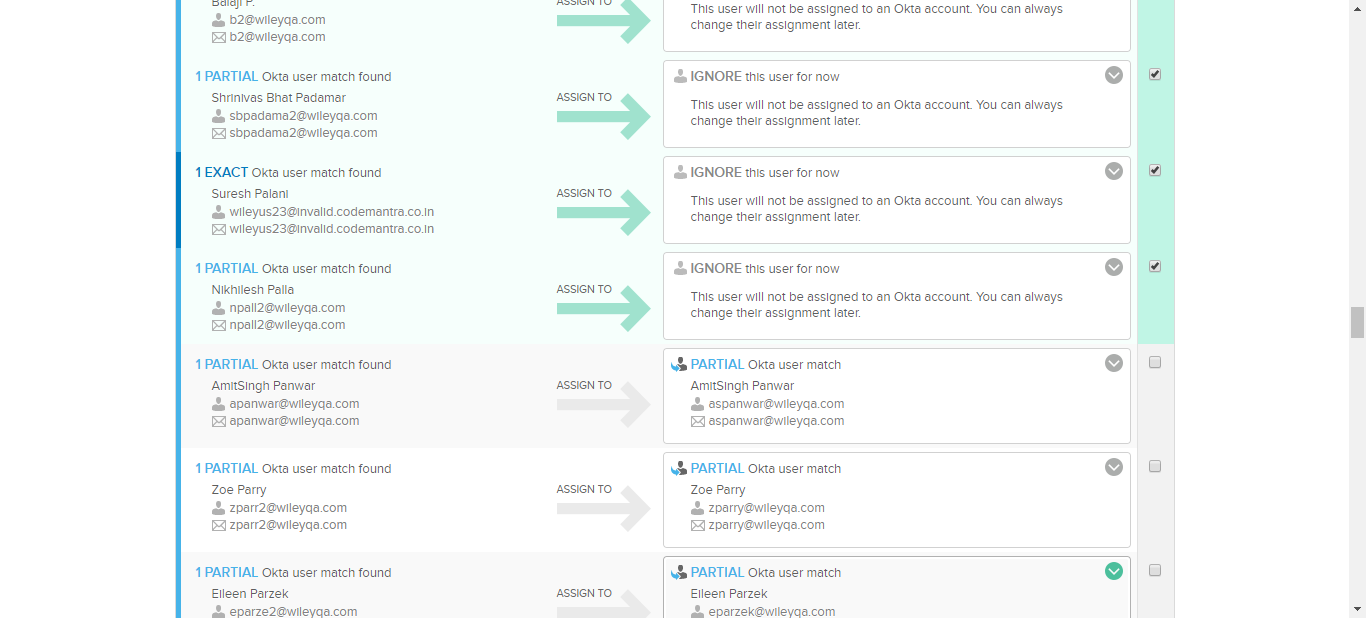 Balaji P.
b2@wileyqa.com
b2@wileyqa.com
ASSIGN TO
This user will not be assigned to an Okta account. You can always
change their assignment later.
1 PARTIAL Okta user match found
Shrinivas Bhat Padamar
sbpadama2@wileyqa.com
sbpadama2@wileyqa.com
ASSIGN TO
IGNORE this user for now
This user will not be assigned to an Okta account. You can always
change their assignment later.
1 EXACT Okta user match found
Suresh Palani
wileyus23@invalid.codemantra.co.in
wileyus23@invalid.codemantra.co.in
ASSIGN TO
IGNORE this user for now
This user will not be assigned to an Okta account. You can always
change their assignment later.
1 PARTIAL Okta user match found
Nikhilesh Palla
npall2@wileyqa.com
npall2@wileyqa.com
ASSIGN TO
IGNORE this user for now
This user will not be assigned to an Okta account. You can always
change their assignment later.
1 PARTIAL Okta user match found
AmitSingh Panwar
apanwar@wileyqa.com
apanwar@wileyqa.com
ASSIGN TO
PARTIAL Okta user match
AmitSingh Panwar
aspanwar@wileyqa.com
aspanwar@wileyqa.com
1 PARTIAL Okta user match found
Zoe Parry
zparr2@wileyqa.com
zparr2@wileyqa.com
ASSIGN TO
PARTIAL Okta user match
Zoe Parry
zparry@wileyqa.com
zparry@wileyqa.com
1 PARTIAL Okta user match found
Eileen Parzek
eparze2@wileyqa.com
ASSIGN TO
PARTIAL Okta user match
Eileen Parzek
eparzek@wileyqa.com